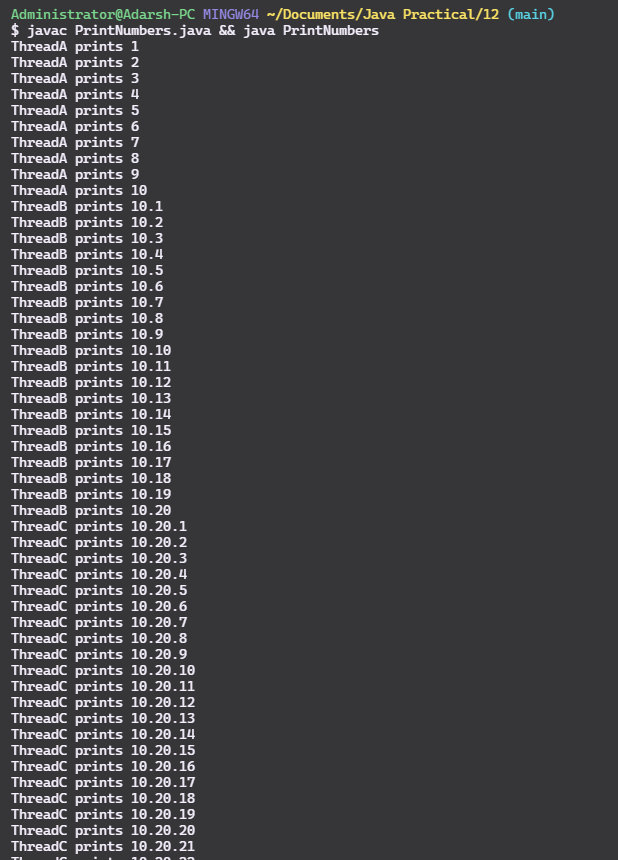 Administrator@Adarsh-PC MINGW64 ~/Documents/Java Practical/12 (main)
$ javac PrintNumbers.java && java PrintNumbers
ThreadA prints 1
ThreadA prints 2
ThreadA prints 3
ThreadA prints 4
ThreadA prints 5
ThreadA prints 6
ThreadA prints 7
ThreadA prints 8
ThreadA prints 9
ThreadA prints 10
ThreadB prints 10.1
ThreadB prints 10.2
ThreadB prints 10.3
ThreadB prints 10.4
ThreadB prints 10.5
ThreadB prints 10.6
ThreadB prints 10.7
ThreadB prints 10.8
ThreadB prints 10.9
ThreadB prints 10.10
ThreadB prints 10.11
ThreadB prints 10.12
ThreadB prints 10.13
ThreadB prints 10.14
ThreadB prints 10.15
ThreadB prints 10.16
ThreadB prints 10.17
ThreadB prints 10.18
ThreadB prints 10.19
ThreadB prints 10.20
ThreadC prints 10.20.1
ThreadC prints 10.20.2
ThreadC prints 10.20.3
ThreadC prints 10.20.4
ThreadC prints 10.20.5
ThreadC prints 10.20.6
ThreadC prints 10.20.7
ThreadC prints 10.20.8
ThreadC prints 10.20.9
ThreadC prints 10.20.10
ThreadC prints 10.20.11
ThreadC prints 10.20.12
ThreadC prints 10.20.13
ThreadC prints 10.20.14
ThreadC prints 10.20.15
ThreadC prints 10.20.16
ThreadC prints 10.20.17
ThreadC prints 10.20.18
ThreadC prints 10.20.19
ThreadC prints 10.20.20
ThreadC prints 10.20.21